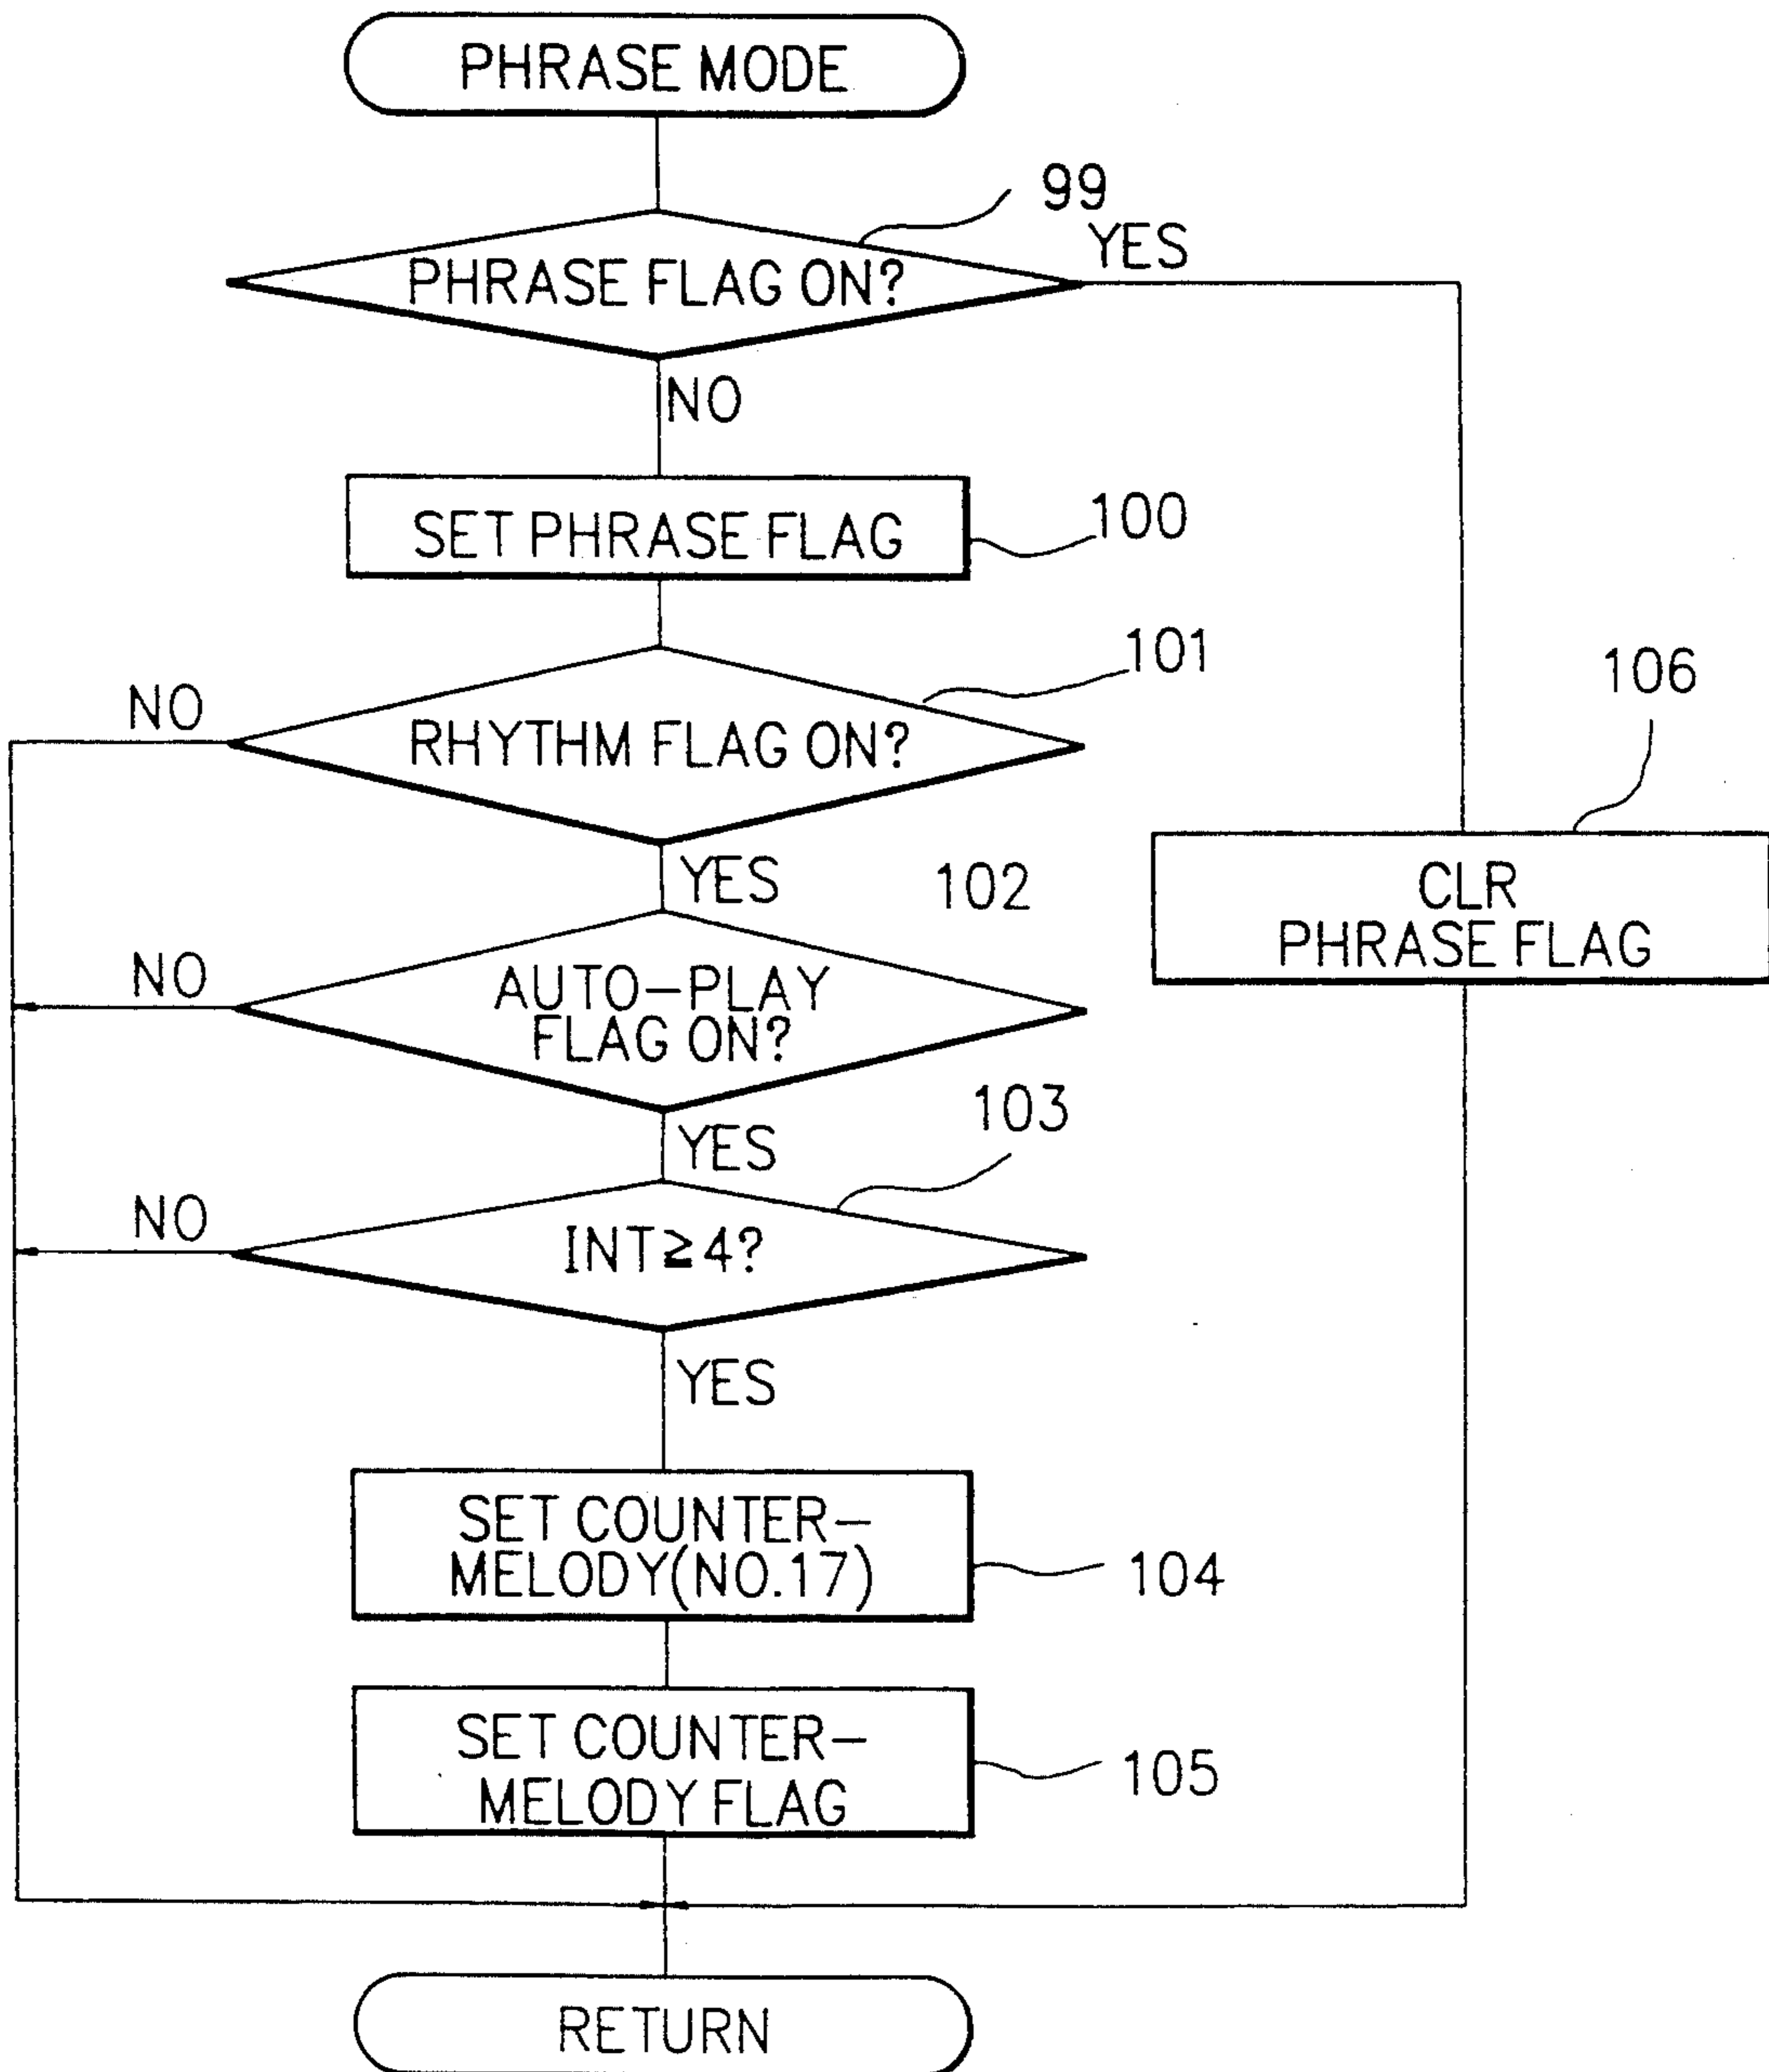 PHRASE MODE
99
YES
PHRASE FLAG ON?
NO
SET PHRASE FLAG
100
101
NO
RHYTHM FLAG ON?
106
YES
102
CLR
PHRASE FLAG
NO
AUTO-PLAY
FLAG ON?
103
YES
NO
INT≥4?
YES
SET COUNTER-
MELODY(NO.17)
104
SET COUNTER-
MELODY FLAG
105
RETURN